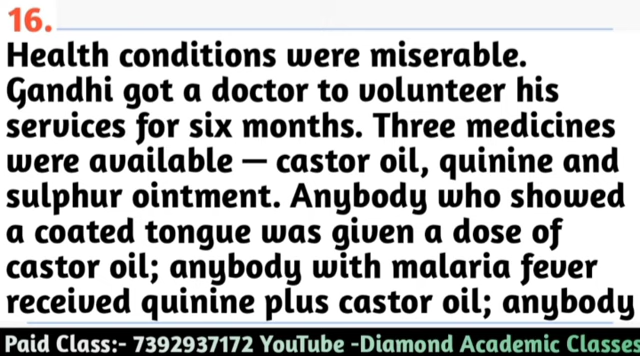 16.
Health conditions were miserable.
Gandhi got a doctor to volunteer his
services for six months. Three medicines
were available — castor oil, quinine and
sulphur ointment. Anybody who showed
a coated tongue was given a dose of
castor oil; anybody with malaria fever
received quinine plus castor oil; anybody
Paid Class:- 7392937172 YouTube -Diamond Academic Classes